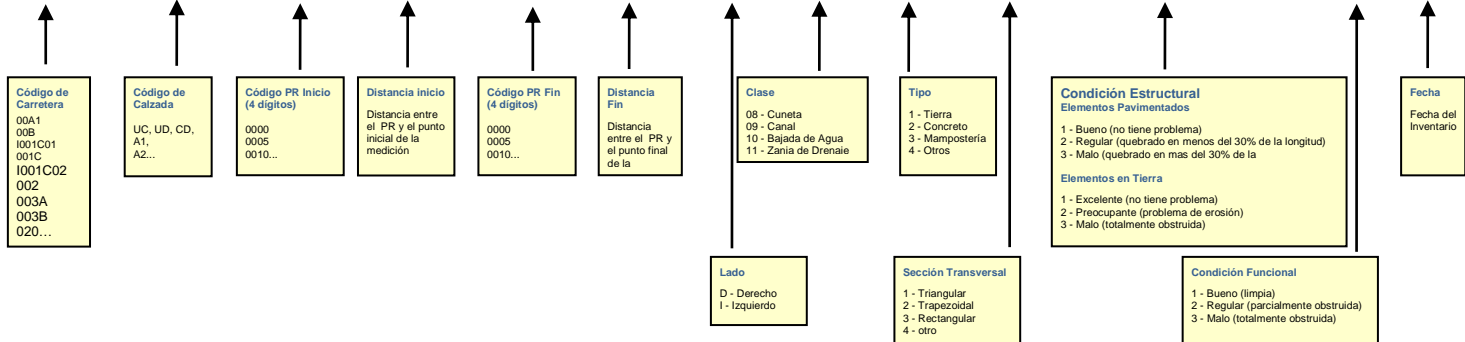 Código de
Carretera
00A1
00B
I001C01
001C
I001C02
002
003A
003B
020…
Código de
Calzada
UC, UD, CD,
A1,
A2...
Código PR Inicio
(4 dígitos)
0000
0005
0010...
Distancia inicio
Distancia entre
el PR y el punto
inicial de la
medición
Código PR Fin
(4 dígitos)
0000
0005
0010...
Distancia
Fin
Distancia
entre el PR y
el punto final
de la
Clase
08 - Cuneta
09 - Canal
10 - Bajada de Agua
11 - Zanja de Drenaje
Tipo
1 - Tierra
2 - Concreto
3 - Mampostería
4 - Otros
Condición Estructural
Elementos Pavimentados
1 - Bueno (no tiene problema)
2 - Regular (quebrado en menos del 30% de la longitud)
3 - Malo (quebrado en mas del 30% de la
Elementos en Tierra
1 - Excelente (no tiene problema)
2 - Preocupante (problema de erosión)
3 - Malo (totalmente obstruida)
Fecha
Fecha del
Inventario
Lado
D - Derecho
I - Izquierdo
Sección Transversal
1 - Triangular
2 - Trapezoidal
3 - Rectangular
4 - otro
Condición Funcional
1 - Bueno (limpia)
2 - Regular (parcialmente obstruida)
3 - Malo (totalmente obstruida)